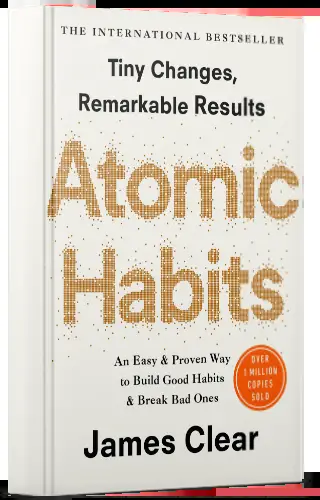 THE INTERNATIONAL BESTSELLER
Tiny Changes,
Remarkable Results
Atomic
Habits
An Easy & Proven Way
to Build Good Habits
& Break Bad Ones
OVER
1 MILLION
COPIES
SOLD
James Clear